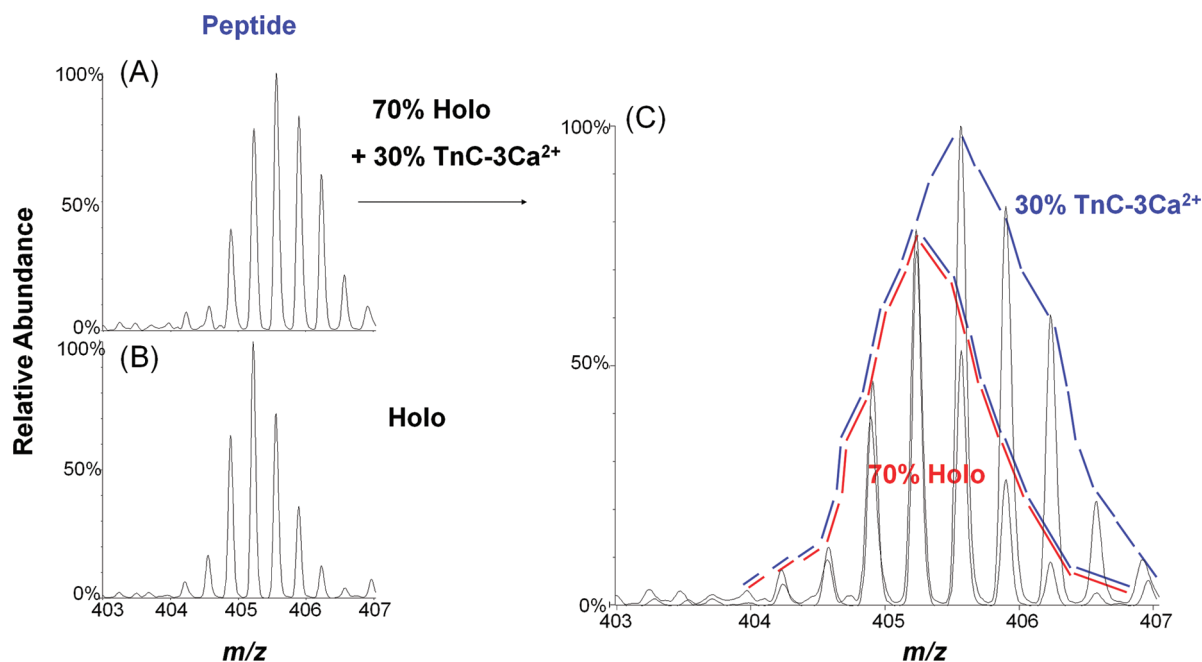 Peptide
(A)
100%
50%
0%
70% Holo
+ 30% TnC-3Ca²⁺
Relative Abundance
(B)
100%
50%
0%
Holo
403 404 405 406 407
m/z
(C)
100%
50%
0%
30% TnC-3Ca²⁺
70% Holo
403 404 405 406 407
m/z